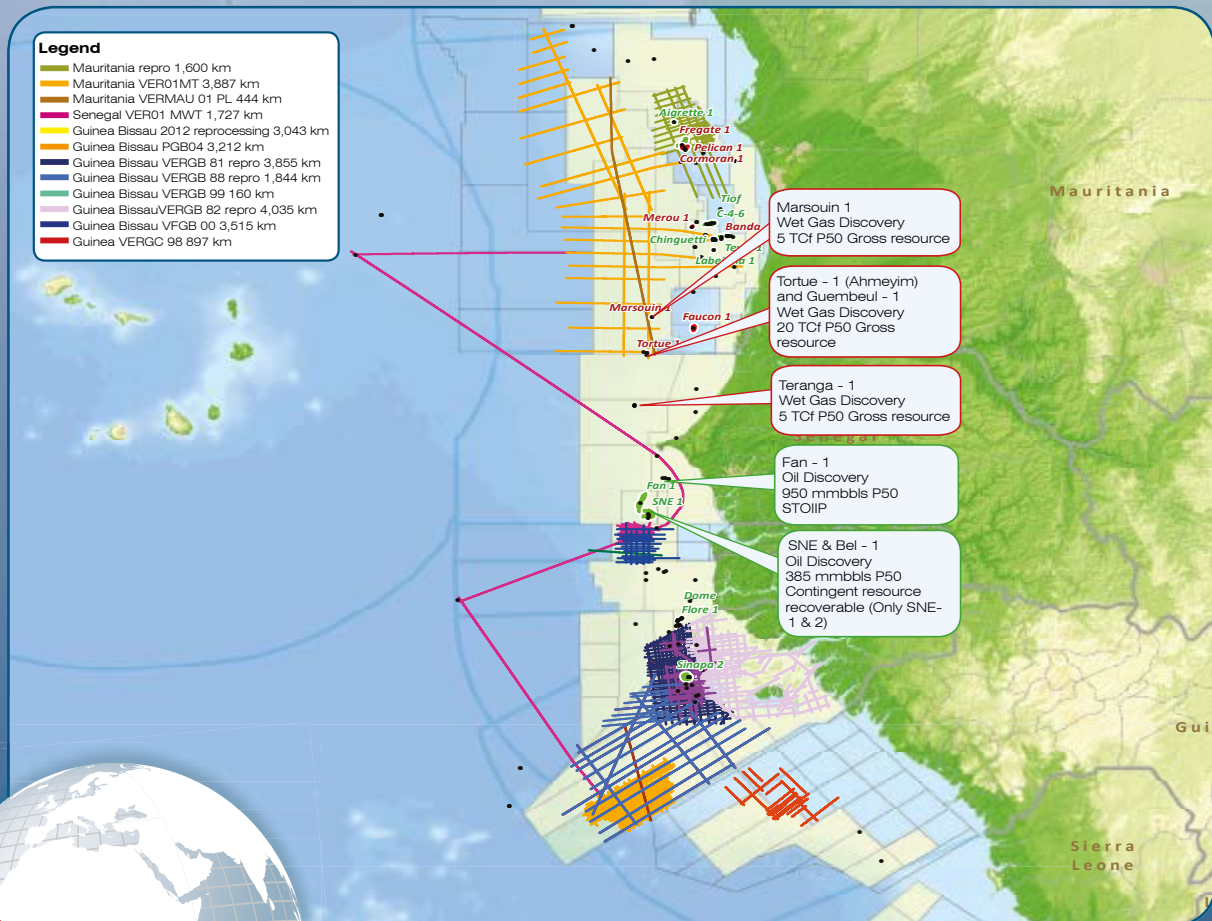 Legend
Mauritania repro 1,600 km
Mauritania VER01MT 3,887 km
Mauritania VERMAU 01 PL 444 km
Senegal VER01 MWT 1,727 km
Guinea Bissau 2012 reprocessing 3,043 km
Guinea Bissau PGB04 3,212 km
Guinea Bissau VERGB 81 repro 3,855 km
Guinea Bissau VERGB 88 repro 1,844 km
Guinea Bissau VERGB 99 160 km
Guinea BissauVERGB 82 repro 4,035 km
Guinea Bissau VFGB 00 3,515 km
Guinea VERGC 98 897 km
Aigrette 1
Fregate 1
Pelican 1
Cormoran 1
Mauritania
Tiof
C-4-6
Merou 1
Banda
Chinguetti
Marsouin 1
Wet Gas Discovery
5 TCf P50 Gross resource
Marsouin 1
Faucon 1
Tortue 1
Tortue - 1 (Ahmeyim)
and Guembeul - 1
Wet Gas Discovery
20 TCf P50 Gross
resource
Teranga - 1
Wet Gas Discovery
5 TCf P50 Gross resource
Senegal
Fan - 1
Oil Discovery
950 mmbbls P50
STOIIP
Fan 1
SNE 1
SNE & Bel - 1
Oil Discovery
385 mmbbls P50
Contingent resource
recoverable (Only SNE-
1 & 2)
Dome
Flore 1
Sinapa 2
Gui
Sierra
Leone